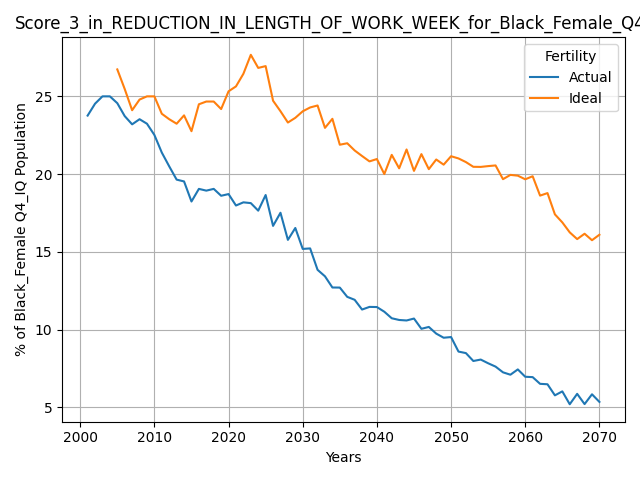 Score_3_in_REDUCTION_IN_LENGTH_OF_WORK_WEEK_for_Black_Female_Q4
Fertility
Actual
Ideal
% of Black_Female Q4_IQ Population
25
20
15
10
5
2000 2010 2020 2030 2040 2050 2060 2070
Years